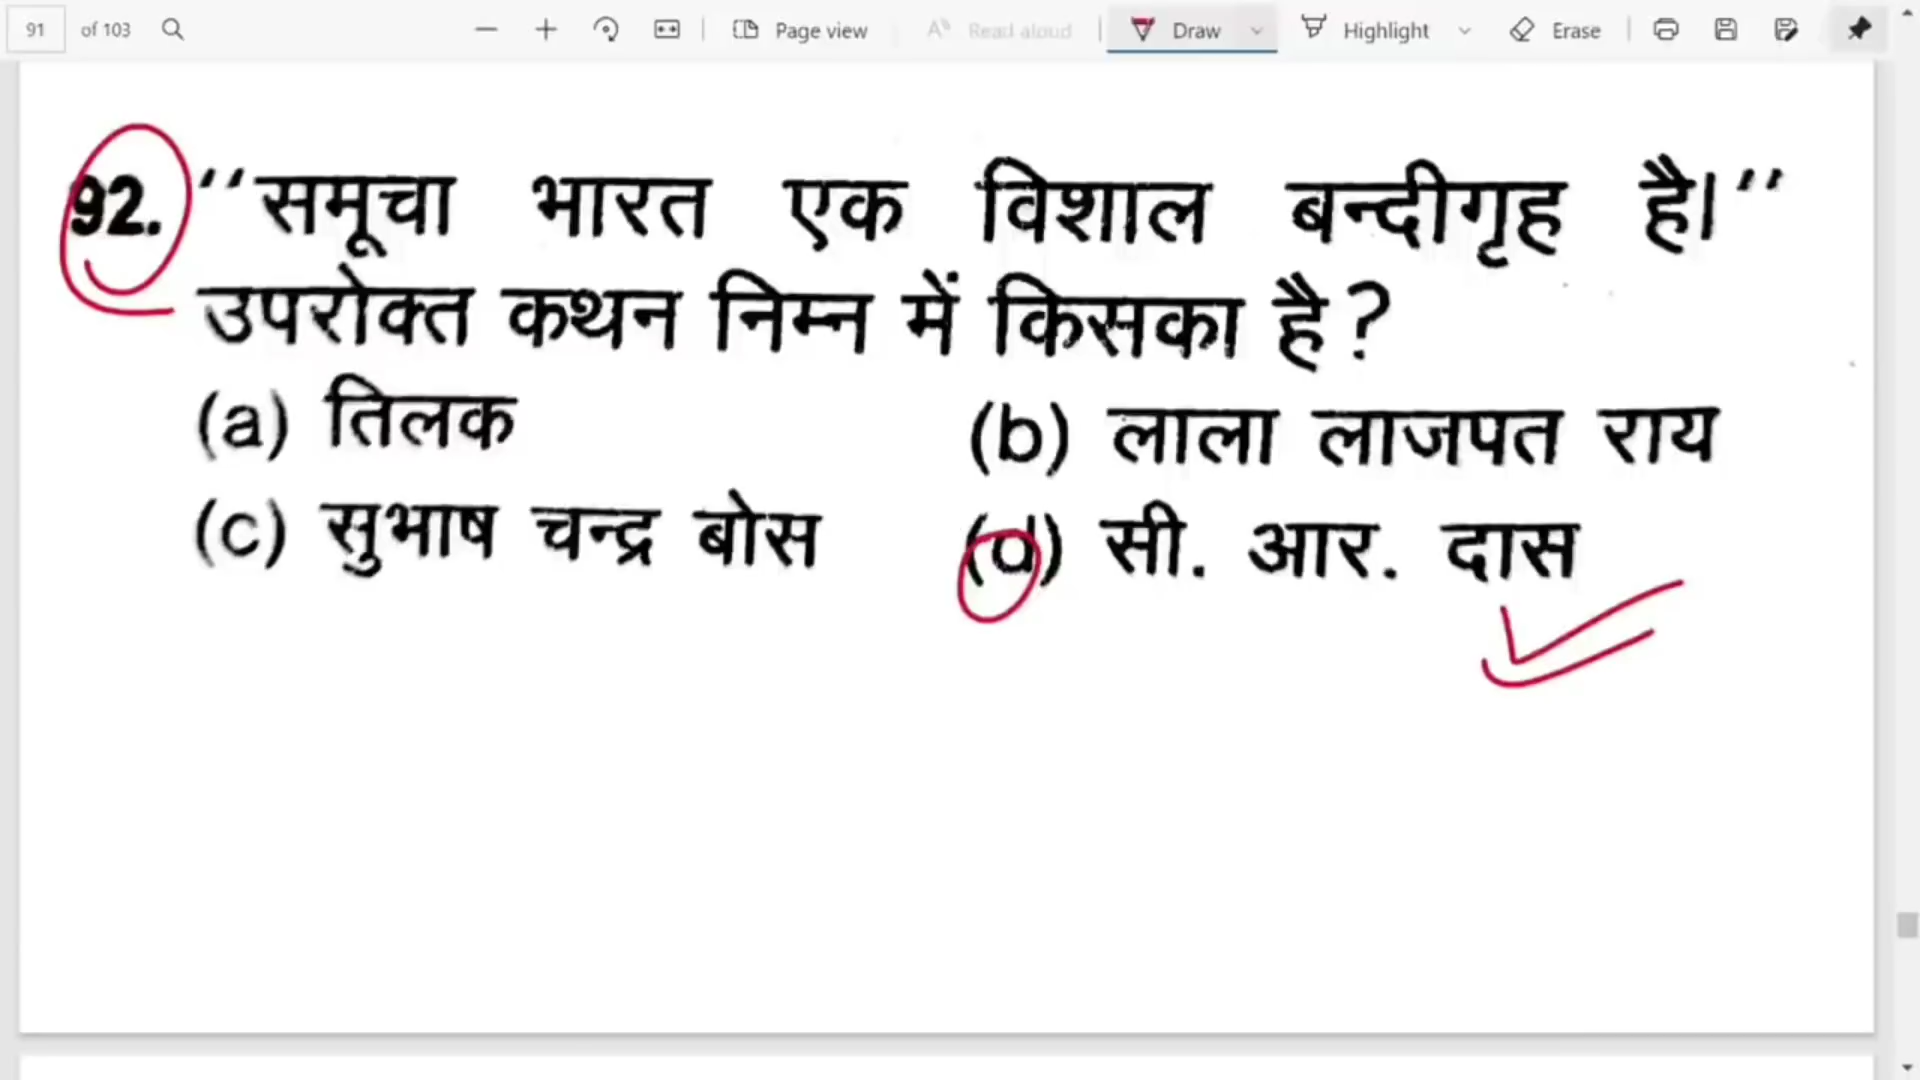 91 of 103 Page view Read aloud Draw Highlight Erase
92. “समूचा भारत एक विशाल बन्दीगृह है।”
उपरोक्त कथन निम्न में किसका है?
(a) तिलक (b) लाला लाजपत राय
(c) सुभाष चन्द्र बोस (d) सी. आर. दास